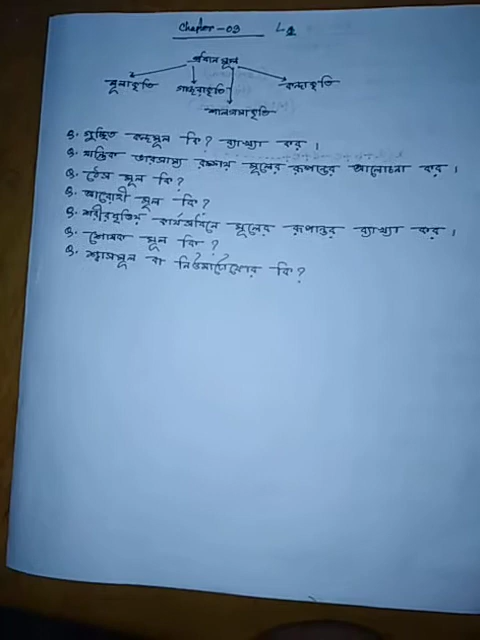 Chapter - 03 L2
প্রধান মূল
মূলাকৃতি গাজরাকৃতি কন্দাকৃতি
শালগমাকৃতি
Q. গুচ্ছিত কন্দমূল কি? ব্যাখ্যা কর।
Q. যান্ত্রিক ভারসাম্য রক্ষায় মূলের রূপান্তর আলোচনা কর।
Q. ঠেস মূল কি?
Q. আরোহী মূল কি?
Q. শারীরবৃত্তিয় কার্যসাধনে মূলের রূপান্তর ব্যাখ্যা কর।
Q. শোষক মূল কি?
Q. শ্বাসমূল বা নিউমাটোফোর কি?